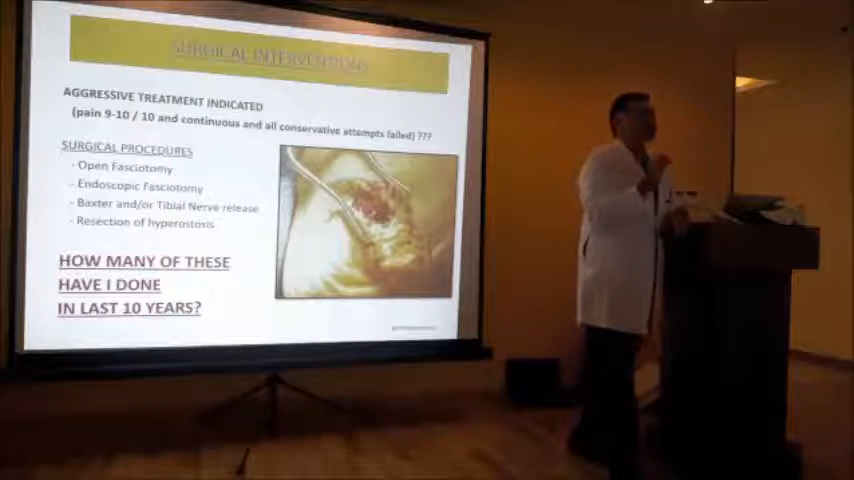 SURGICAL INTERVENTIONS
AGGRESSIVE TREATMENT INDICATED
(pain 9-10 / 10 and continuous and all conservative attempts failed) ???
SURGICAL PROCEDURES
- Open Fasciotomy
- Endoscopic Fasciotomy
- Baxter and/or Tibial Nerve release
- Resection of hyperostosis
HOW MANY OF THESE
HAVE I DONE
IN LAST 10 YEARS?